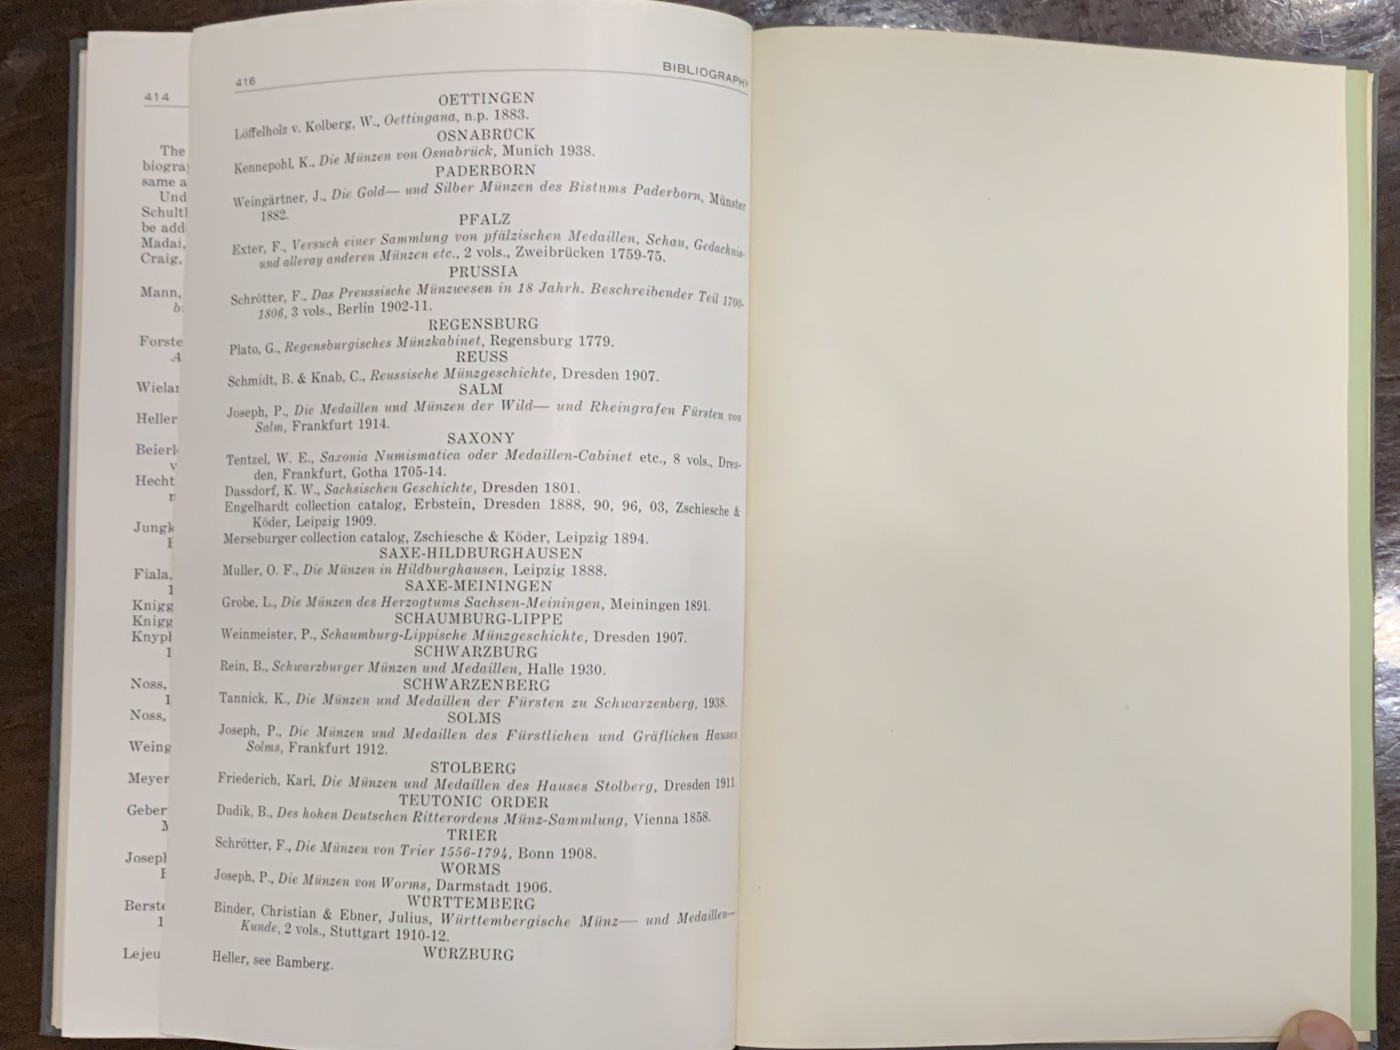 414
The
biogra
same a
Und
Schultl
be add
Madai,
Craig,
Mann,
b
Forste
A
Wielar
Heller
Beierl
v
Hecht
n
Jungk
F
Fiala,
1
Knigg
Knigg
Knypl
1
Noss,
1
Noss,
Weing
Meyer
Geber
M
Joseph
F
Berste
1
Lejeu
416
BIBLIOGRAPHY
OETTINGEN
Löffelholz v. Kolberg, W., Oettingana, n.p. 1883.
OSNABRÜCK
Kennepohl, K., Die Münzen von Osnabrück, Munich 1938.
PADERBORN
Weingärtner, J., Die Gold— und Silber Münzen des Bistums Paderborn, Münster
1882.
PFALZ
Exter, F., Versuch einer Sammlung von pfälzischen Medaillen, Schau, Gedachnis-
und alleray anderen Münzen etc., 2 vols., Zweibrücken 1759-75.
PRUSSIA
Schrötter, F., Das Preussische Münzwesen in 18 Jahrh. Beschreibender Teil 1700-
1806, 3 vols., Berlin 1902-11.
REGENSBURG
Plato, G., Regensburgisches Münzkabinet, Regensburg 1779.
REUSS
Schmidt, B. & Knab, C., Reussische Münzgeschichte, Dresden 1907.
SALM
Joseph, P., Die Medaillen und Münzen der Wild— und Rheingrafen Fürsten von
Salm, Frankfurt 1914.
SAXONY
Tentzel, W. E., Saxonia Numismatica oder Medaillen-Cabinet etc., 8 vols., Dres-
den, Frankfurt, Gotha 1705-14.
Dassdorf, K. W., Sachsischen Geschichte, Dresden 1801.
Engelhardt collection catalog, Erbstein, Dresden 1888, 90, 96, 03, Zschiesche &
Köder, Leipzig 1909.
Merseburger collection catalog, Zschiesche & Köder, Leipzig 1894.
SAXE-HILDBURGHAUSEN
Muller, O. F., Die Münzen in Hildburghausen, Leipzig 1888.
SAXE-MEININGEN
Grobe, L., Die Münzen des Herzogtums Sachsen-Meiningen, Meiningen 1891.
SCHAUMBURG-LIPPE
Weinmeister, P., Schaumburg-Lippische Münzgeschichte, Dresden 1907.
SCHWARZBURG
Rein, B., Schwarzburger Münzen und Medaillen, Halle 1930.
SCHWARZENBERG
Tannick, K., Die Münzen und Medaillen der Fürsten zu Schwarzenberg, 1938.
SOLMS
Joseph, P., Die Münzen und Medaillen des Fürstlichen und Gräflichen Hauses
Solms, Frankfurt 1912.
STOLBERG
Friederich, Karl, Die Münzen und Medaillen des Hauses Stolberg, Dresden 1911.
TEUTONIC ORDER
Dudik, B., Des hohen Deutschen Ritterordens Münz-Sammlung, Vienna 1858.
TRIER
Schrötter, F., Die Münzen von Trier 1556-1794, Bonn 1908.
WORMS
Joseph, P., Die Münzen von Worms, Darmstadt 1906.
WÜRTTEMBERG
Binder, Christian & Ebner, Julius, Württembergische Münz— und Medaillen—
Kunde, 2 vols., Stuttgart 1910-12.
WÜRZBURG
Heller, see Bamberg.